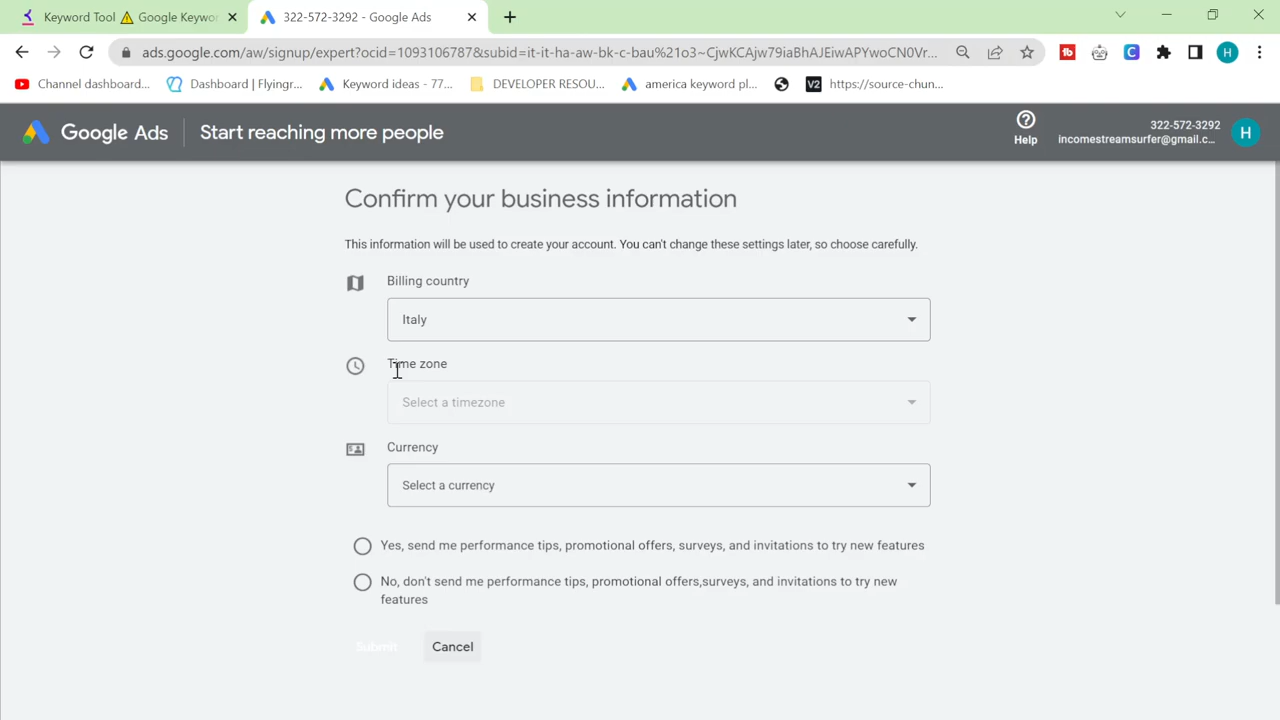 Keyword Tool ⚠ Google Keywor
322-572-3292 - Google Ads
ads.google.com/aw/signup/expert?ocid=1093106787&subid=it-it-ha-aw-bk-c-bau%21o3~CjwKCAjw79iaBhAJEiwAPYwoCN0Vr...
H
Channel dashboard...
Dashboard | Flyingr...
Keyword ideas - 77...
DEVELOPER RESOU...
america keyword pl...
V2
https://source-chun...
Google Ads
Start reaching more people
Help
322-572-3292
incomestreamsurfer@gmail.c...
H
Confirm your business information
This information will be used to create your account. You can't change these settings later, so choose carefully.
Billing country
Italy
Time zone
Select a timezone
Currency
Select a currency
Yes, send me performance tips, promotional offers, surveys, and invitations to try new features
No, don't send me performance tips, promotional offers,surveys, and invitations to try new
features
Submit
Cancel